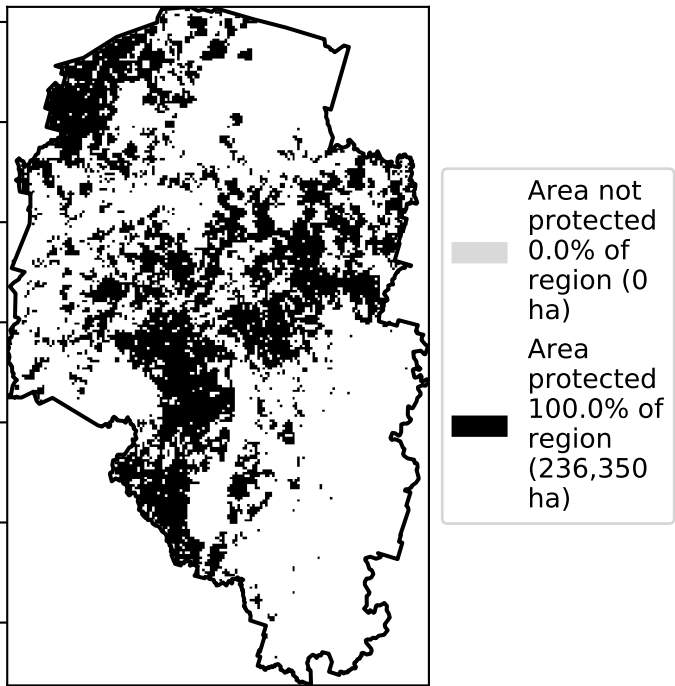 Area not
protected
0.0% of
region (0
ha)
Area
protected
100.0% of
region
(236,350
ha)